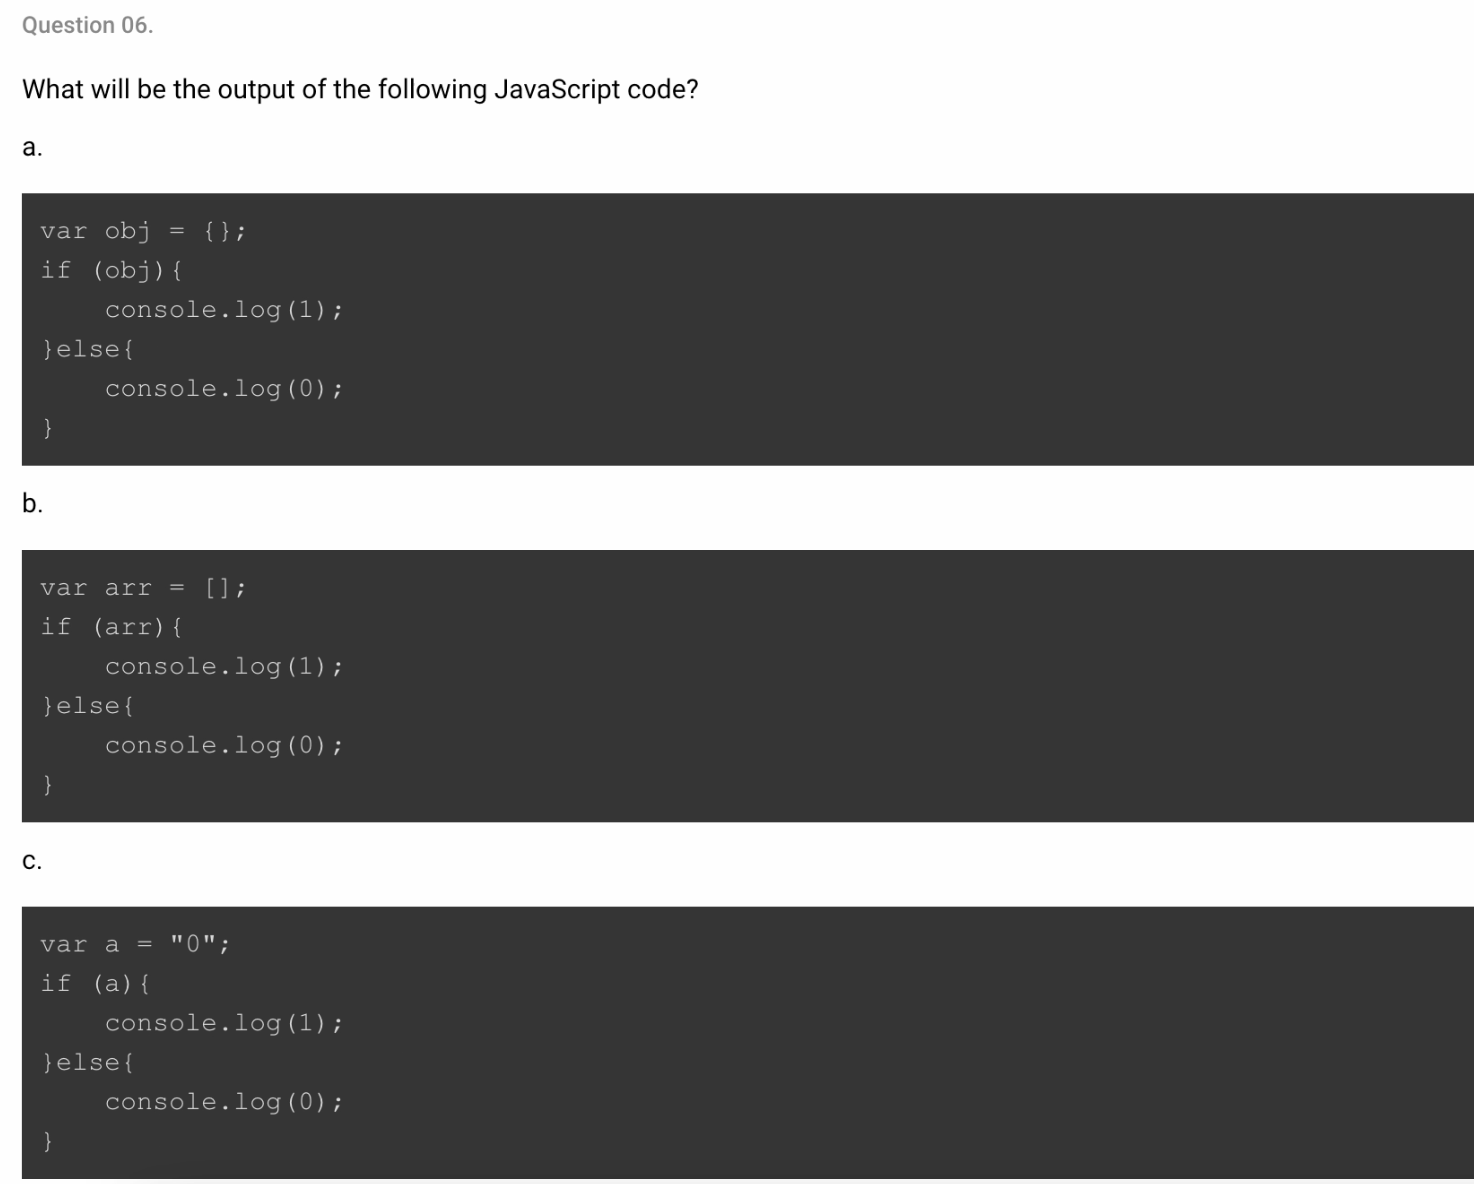 Question 06.
What will be the output of the following JavaScript code?
a.
var obj = {};
if (obj){
    console.log(1);
}else{
    console.log(0);
}
b.
var arr = [];
if (arr){
    console.log(1);
}else{
    console.log(0);
}
c.
var a = "0";
if (a){
    console.log(1);
}else{
    console.log(0);
}